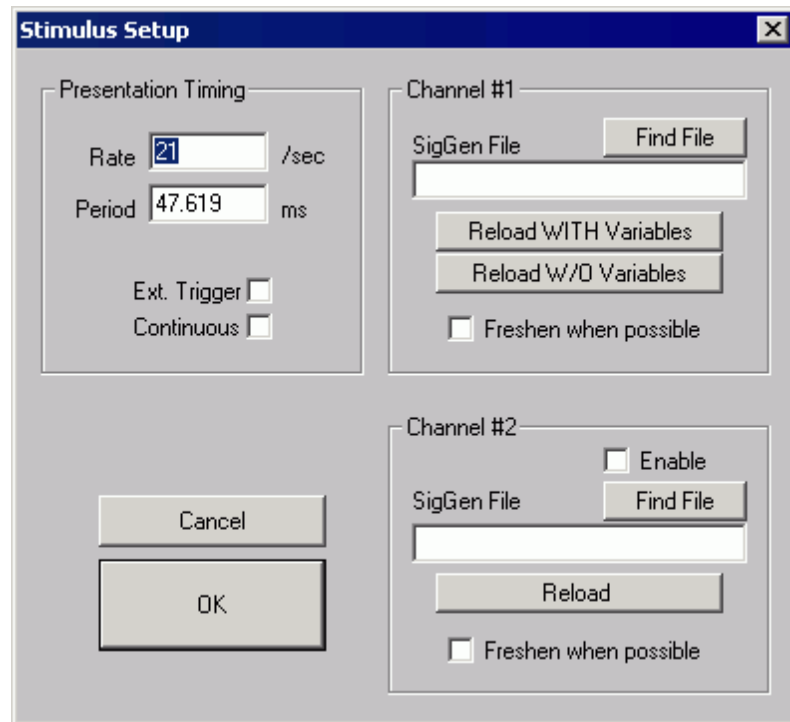 Stimulus Setup
Presentation Timing
Rate 21 /sec
Period 47.619 ms
Ext. Trigger
Continuous
Channel #1
SigGen File
Find File
Reload WITH Variables
Reload W/O Variables
Freshen when possible
Channel #2
Enable
SigGen File
Find File
Reload
Freshen when possible
Cancel
OK